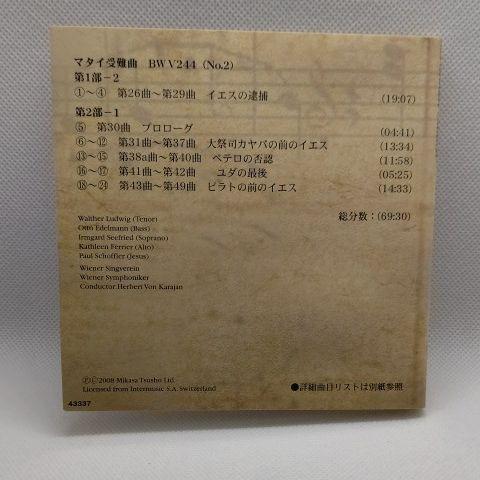 マタイ受難曲 BWV244 (No.2)
第1部-2
①～④ 第26曲～第29曲 イエスの逮捕 (19:07)
第2部-1
⑤ 第30曲 プロローグ (04:41)
⑥～⑫ 第31曲～第37曲 大祭司カヤパの前のイエス (13:34)
⑬～⑮ 第38a曲～第40曲 ペテロの否認 (11:58)
⑯～⑰ 第41曲～第42曲 ユダの最後 (05:25)
⑱～㉔ 第43曲～第49曲 ピラトの前のイエス (14:33)
総分数：(69:30)
Walther Ludwig (Tenor)
Otto Edelmann (Bass)
Irmgard Seefried (Soprano)
Kathleen Ferrier (Alto)
Paul Schoffler (Jesus)
Wiener Singverein
Wiener Symphoniker
Conductor:Herbert Von Karajan
Ⓟ©2008 Mikasa Tsusho Ltd.
Licensed from Intermusic S.A. Switzerland
●詳細曲目リストは別紙参照
43337